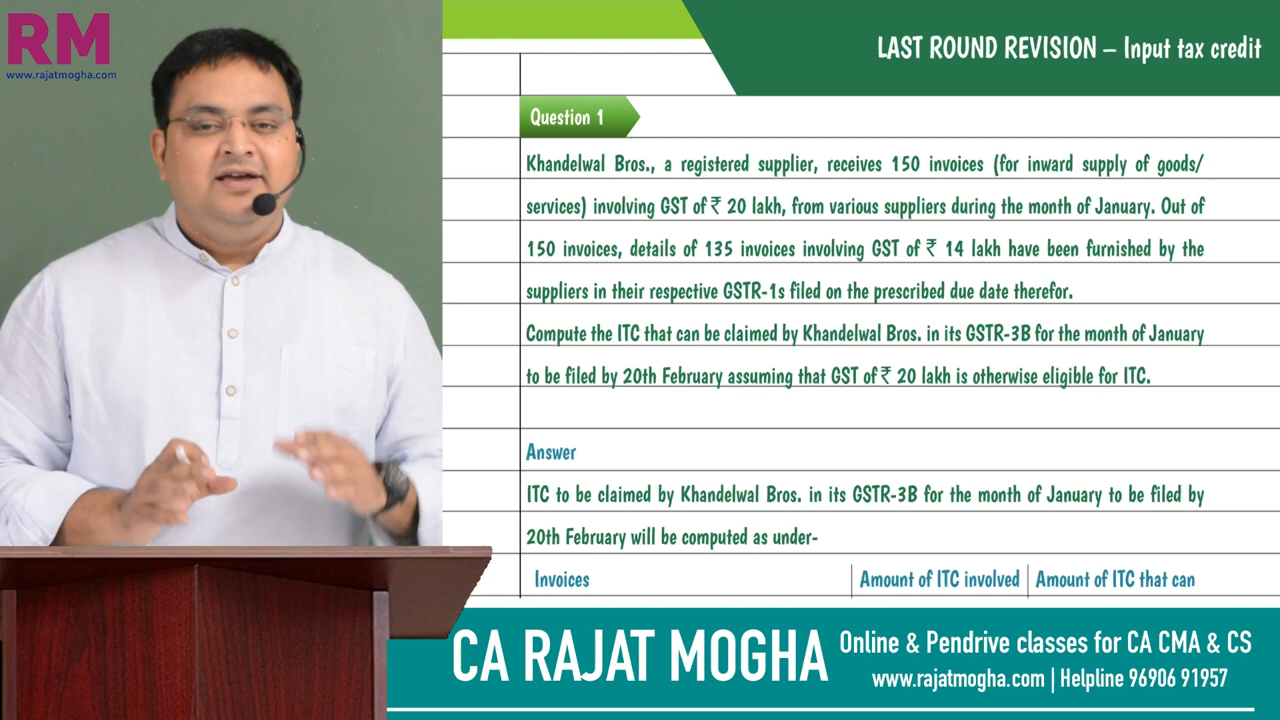 RM
www.rajatmogha.com
LAST ROUND REVISION – Input tax credit
Question 1
Khandelwal Bros., a registered supplier, receives 150 invoices (for inward supply of goods/
services) involving GST of ₹ 20 lakh, from various suppliers during the month of January. Out of
150 invoices, details of 135 invoices involving GST of ₹ 14 lakh have been furnished by the
suppliers in their respective GSTR-1s filed on the prescribed due date therefor.
Compute the ITC that can be claimed by Khandelwal Bros. in its GSTR-3B for the month of January
to be filed by 20th February assuming that GST of ₹ 20 lakh is otherwise eligible for ITC.
Answer
ITC to be claimed by Khandelwal Bros. in its GSTR-3B for the month of January to be filed by
20th February will be computed as under-
Invoices Amount of ITC involved Amount of ITC that can
CA RAJAT MOGHA
Online & Pendrive classes for CA CMA & CS
www.rajatmogha.com | Helpline 96906 91957